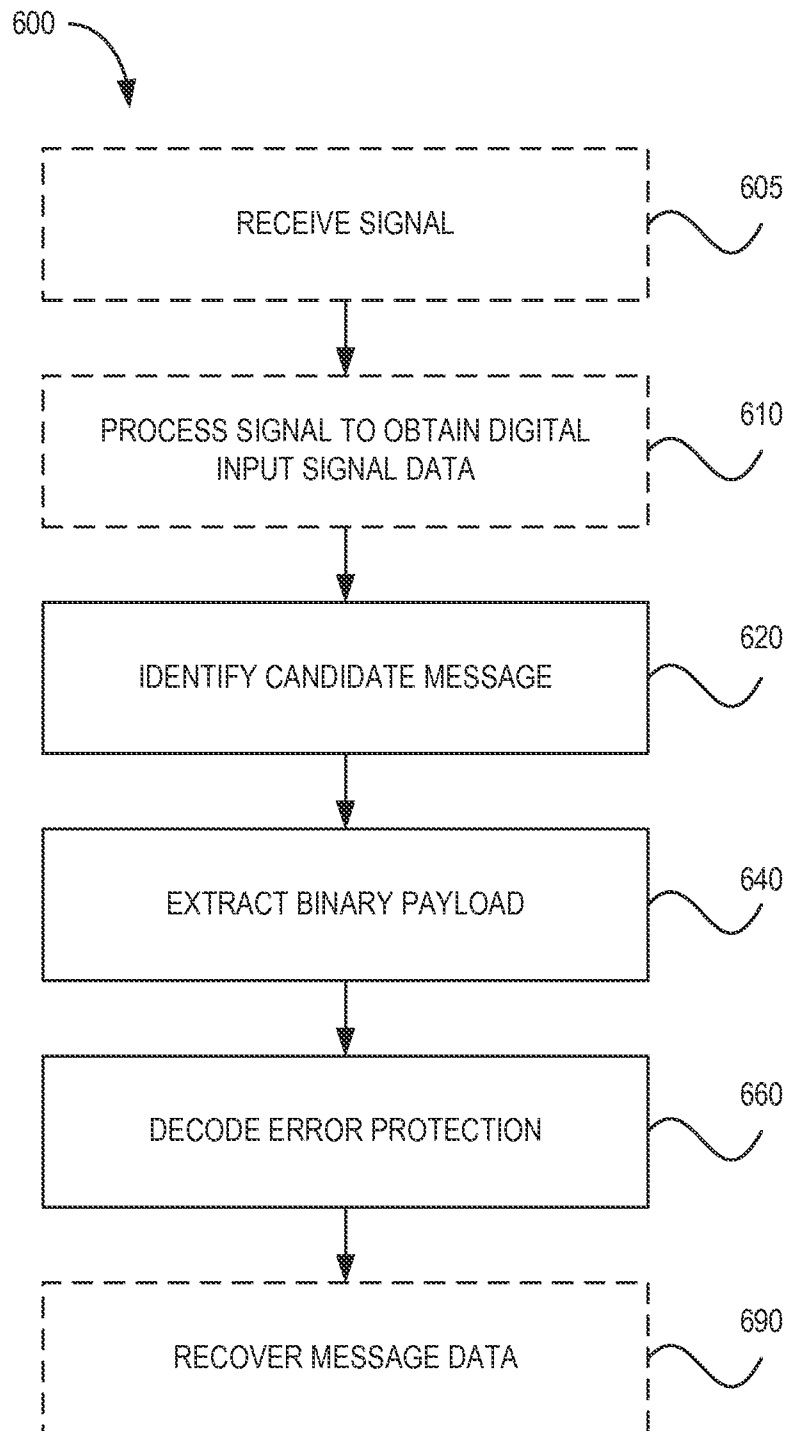 600
605
RECEIVE SIGNAL
610
PROCESS SIGNAL TO OBTAIN DIGITAL
INPUT SIGNAL DATA
620
IDENTIFY CANDIDATE MESSAGE
640
EXTRACT BINARY PAYLOAD
660
DECODE ERROR PROTECTION
690
RECOVER MESSAGE DATA